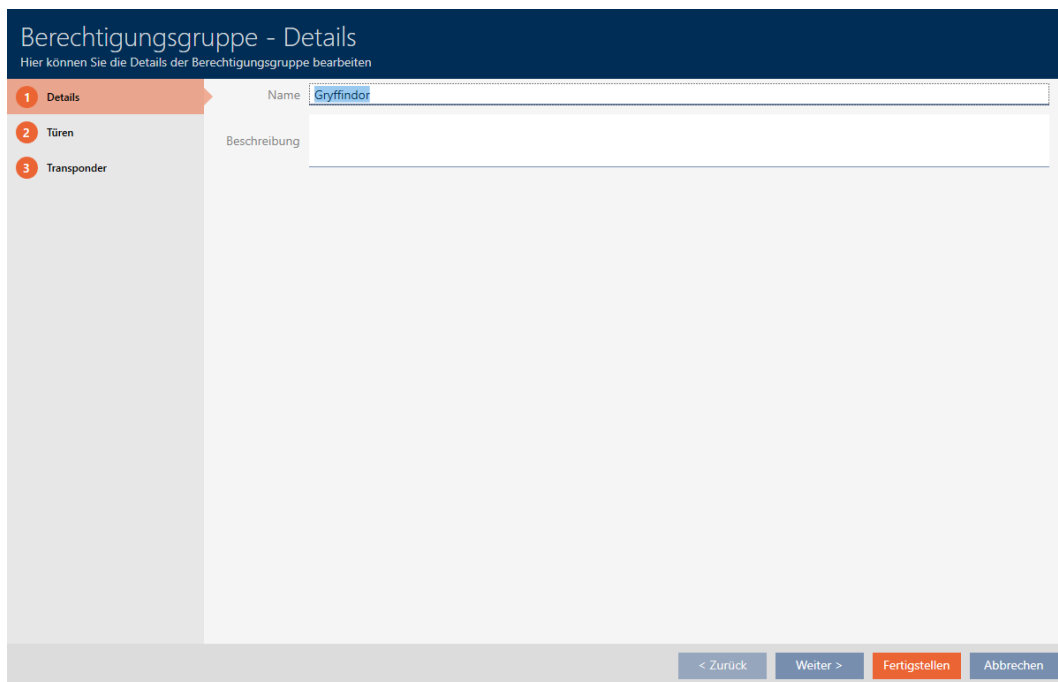 Berechtigungsgruppe - Details
Hier können Sie die Details der Berechtigungsgruppe bearbeiten
1 Details
2 Türen
3 Transponder
Name Gryffindor
Beschreibung
< Zurück Weiter > Fertigstellen Abbrechen